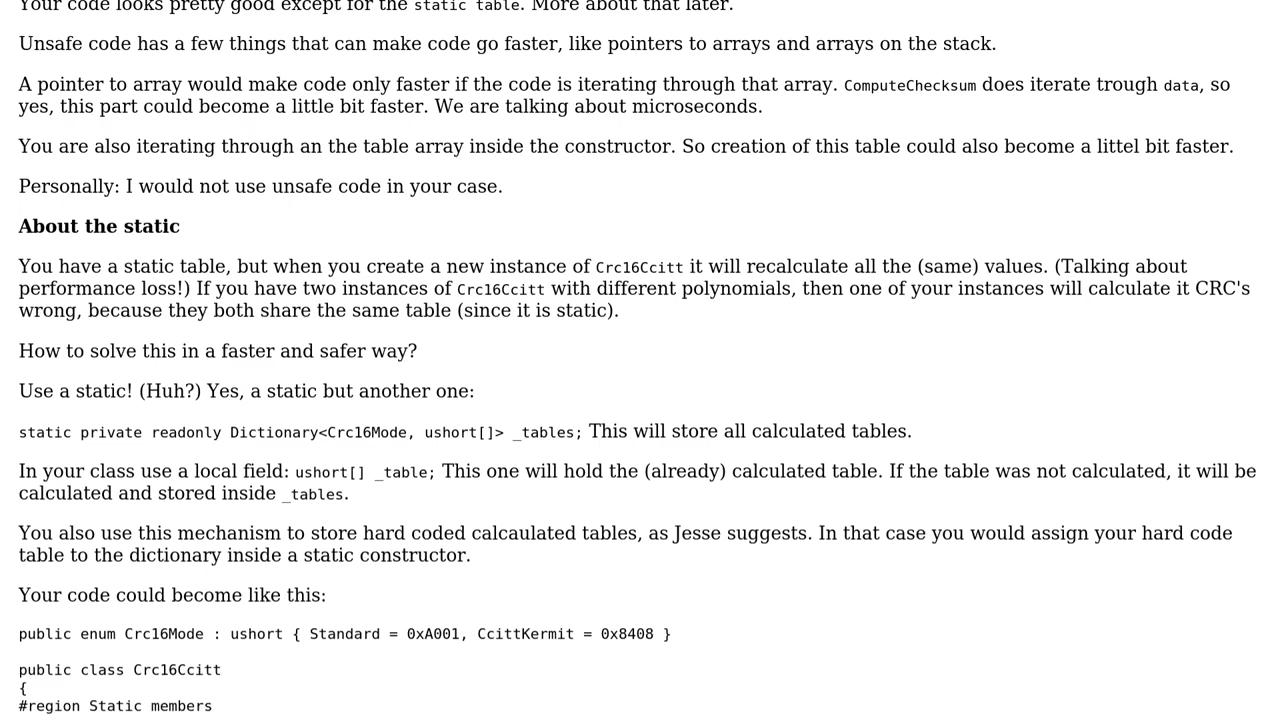 Your code looks pretty good except for the static table. More about that later.
Unsafe code has a few things that can make code go faster, like pointers to arrays and arrays on the stack.
A pointer to array would make code only faster if the code is iterating through that array. ComputeChecksum does iterate trough data, so
yes, this part could become a little bit faster. We are talking about microseconds.
You are also iterating through an the table array inside the constructor. So creation of this table could also become a littel bit faster.
Personally: I would not use unsafe code in your case.
About the static
You have a static table, but when you create a new instance of Crc16Ccitt it will recalculate all the (same) values. (Talking about
performance loss!) If you have two instances of Crc16Ccitt with different polynomials, then one of your instances will calculate it CRC's
wrong, because they both share the same table (since it is static).
How to solve this in a faster and safer way?
Use a static! (Huh?) Yes, a static but another one:
static private readonly Dictionary<Crc16Mode, ushort[]> _tables; This will store all calculated tables.
In your class use a local field: ushort[] _table; This one will hold the (already) calculated table. If the table was not calculated, it will be
calculated and stored inside _tables.
You also use this mechanism to store hard coded calcaulated tables, as Jesse suggests. In that case you would assign your hard code
table to the dictionary inside a static constructor.
Your code could become like this:
public enum Crc16Mode : ushort { Standard = 0xA001, CcittKermit = 0x8408 }
public class Crc16Ccitt
{
#region Static members